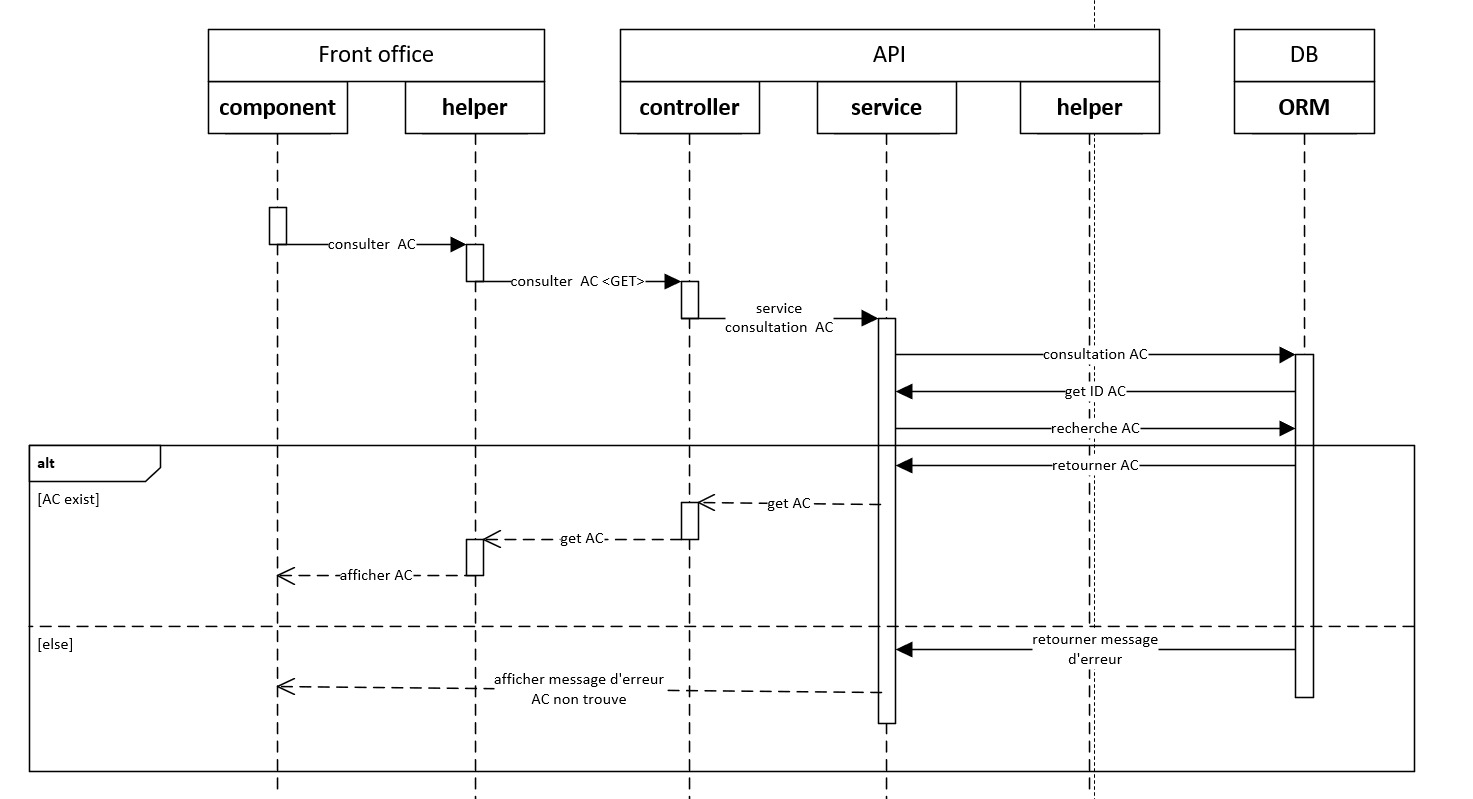 Front office
API
DB
component
helper
controller
service
helper
ORM
consulter  AC
consulter  AC <GET>
service
consultation  AC
consultation AC
get ID AC
recherche AC
alt
retourner AC
[AC exist]
get AC
get AC
afficher AC
[else]
retourner message
d'erreur
afficher message d'erreur
AC non trouve